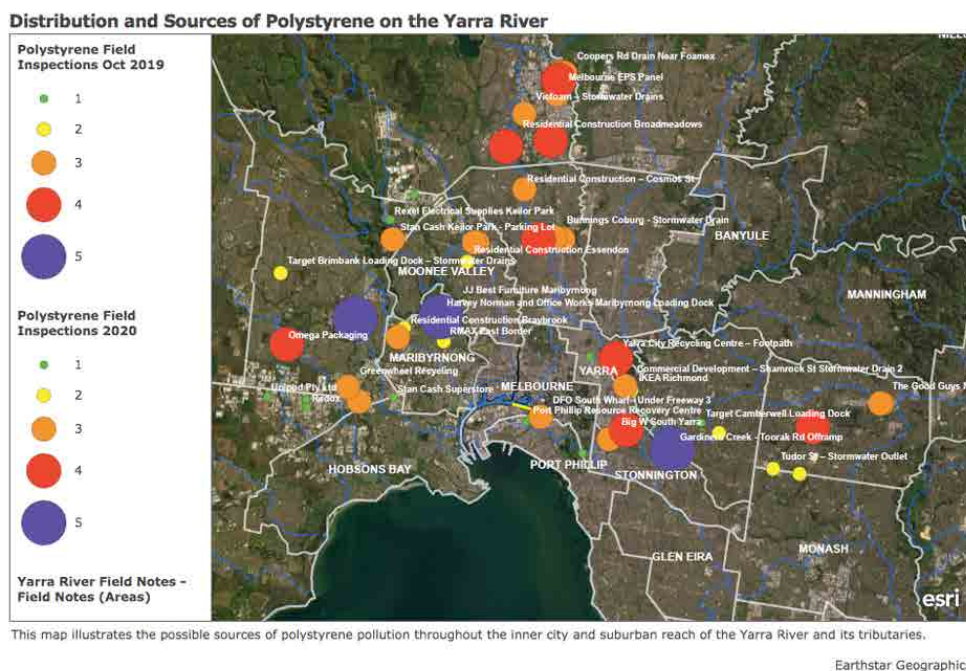 Distribution and Sources of Polystyrene on the Yarra River
Polystyrene Field
Inspections Oct 2019
1
2
3
4
5
Polystyrene Field
Inspections 2020
1
2
3
4
5
Yarra River Field Notes -
Field Notes (Areas)
Coopers Rd Drain Near Foamex
Melbourne EPS Panel
Vicfoam – Stormwater Drains
Residential Construction Broadmeadows
Residential Construction – Cosmos St
Rexel Electrical Supplies Keilor Park
Bunnings Coburg - Stormwater Drain
Stan Cash Keilor Park - Parking Lot
BANYULE
Residential Construction Essendon
Target Brimbank Loading Dock – Stormwater Drains
MOONEE VALLEY
JJ Best Furniture Maribyrnong
MANNINGHAM
Harvey Norman and Office Works Maribyrnong Loading Dock
Residential Construction Braybrook
Omega Packaging
RMAX East Border
Yarra City Recycling Centre – Footpath
MARIBYRNONG
Greenwheel Recycling
YARRA
Commercial Development – Shamrock St Stormwater Drain 2
IKEA Richmond
Uniped Pty Ltd
Stan Cash Superstore
MELBOURNE
The Good Guys
Redox
DFO South Wharf - Under Freeway 3
Port Phillip Resource Recovery Centre
Target Camberwell Loading Dock
Big W South Yarra
Gardiners Creek - Toorak Rd Offramp
Tudor St – Stormwater Outlet
HOBSONS BAY
PORT PHILLIP
STONNINGTON
GLEN EIRA
MONASH
esri
This map illustrates the possible sources of polystyrene pollution throughout the inner city and suburban reach of the Yarra River and its tributaries.
Earthstar Geographic